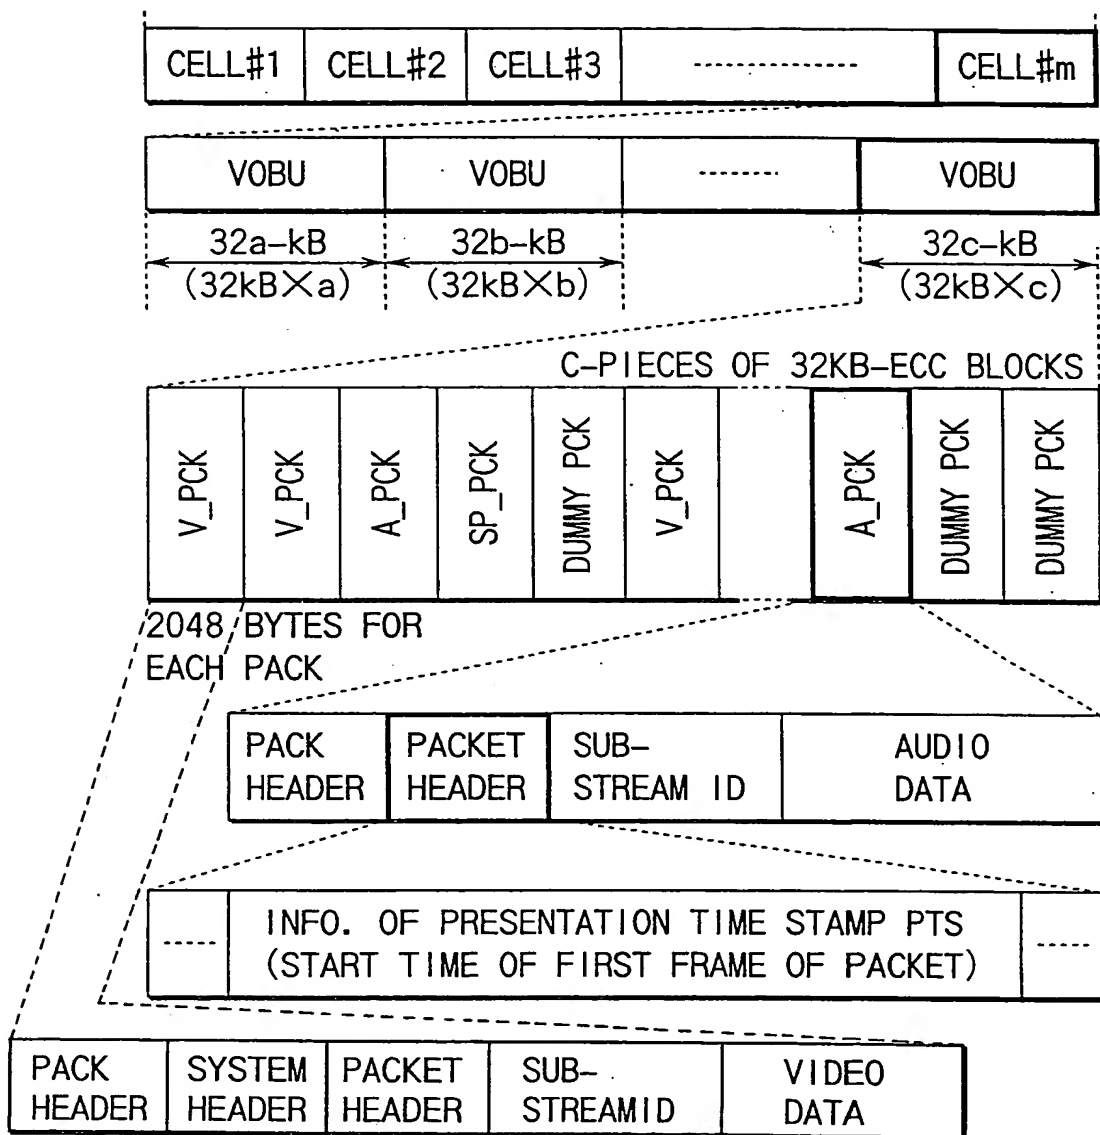 CELL#1 CELL#2 CELL#3 CELL#m
VOBU VOBU VOBU
32a-kB 32b-kB 32c-kB
(32kB×a) (32kB×b) (32kB×c)
C-PIECES OF 32KB-ECC BLOCKS
V_PCK V_PCK A_PCK SP_PCK DUMMY PCK V_PCK A_PCK DUMMY PCK DUMMY PCK
2048 BYTES FOR
EACH PACK
PACK PACKET SUB- AUDIO
HEADER HEADER STREAM ID DATA
INFO. OF PRESENTATION TIME STAMP PTS
(START TIME OF FIRST FRAME OF PACKET)
PACK SYSTEM PACKET SUB- VIDEO
HEADER HEADER HEADER STREAMID DATA